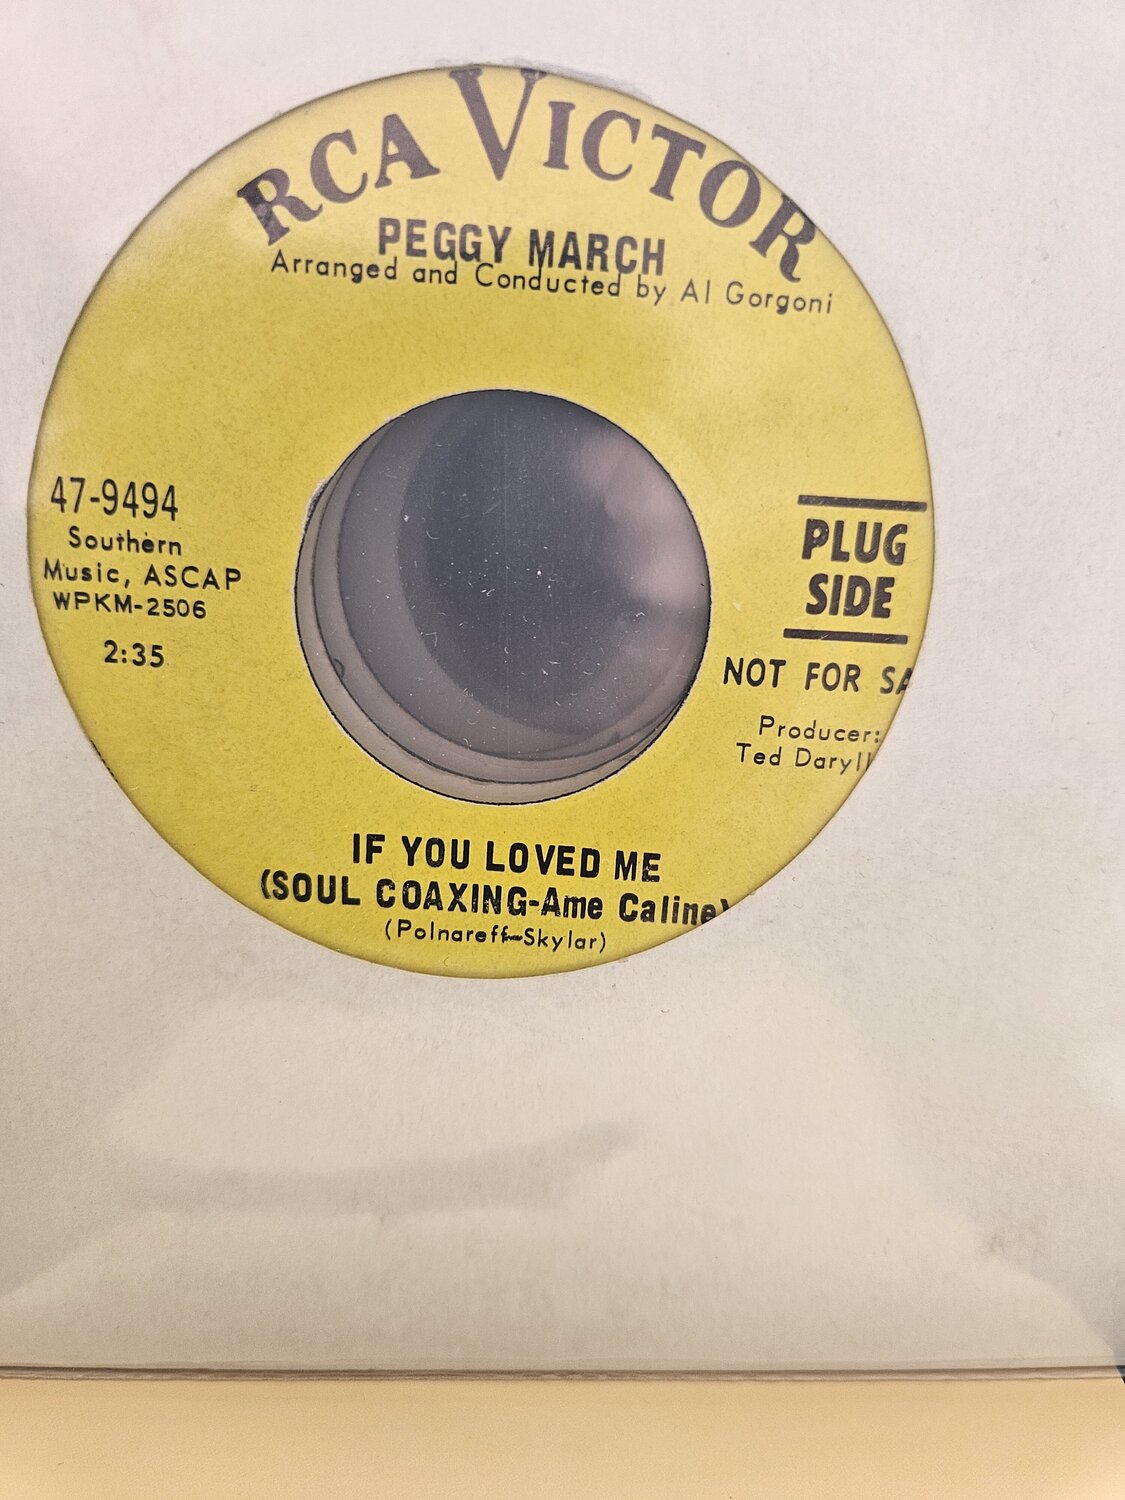 RCA VICTOR
PEGGY MARCH
Arranged and Conducted by Al Gorgoni
47-9494
Southern
Music, ASCAP
WPKM-2506
2:35
PLUG
SIDE
NOT FOR SA
Producer:
Ted Daryll
IF YOU LOVED ME
(SOUL COAXING-Ame Caline)
(Polnareff-Skylar)